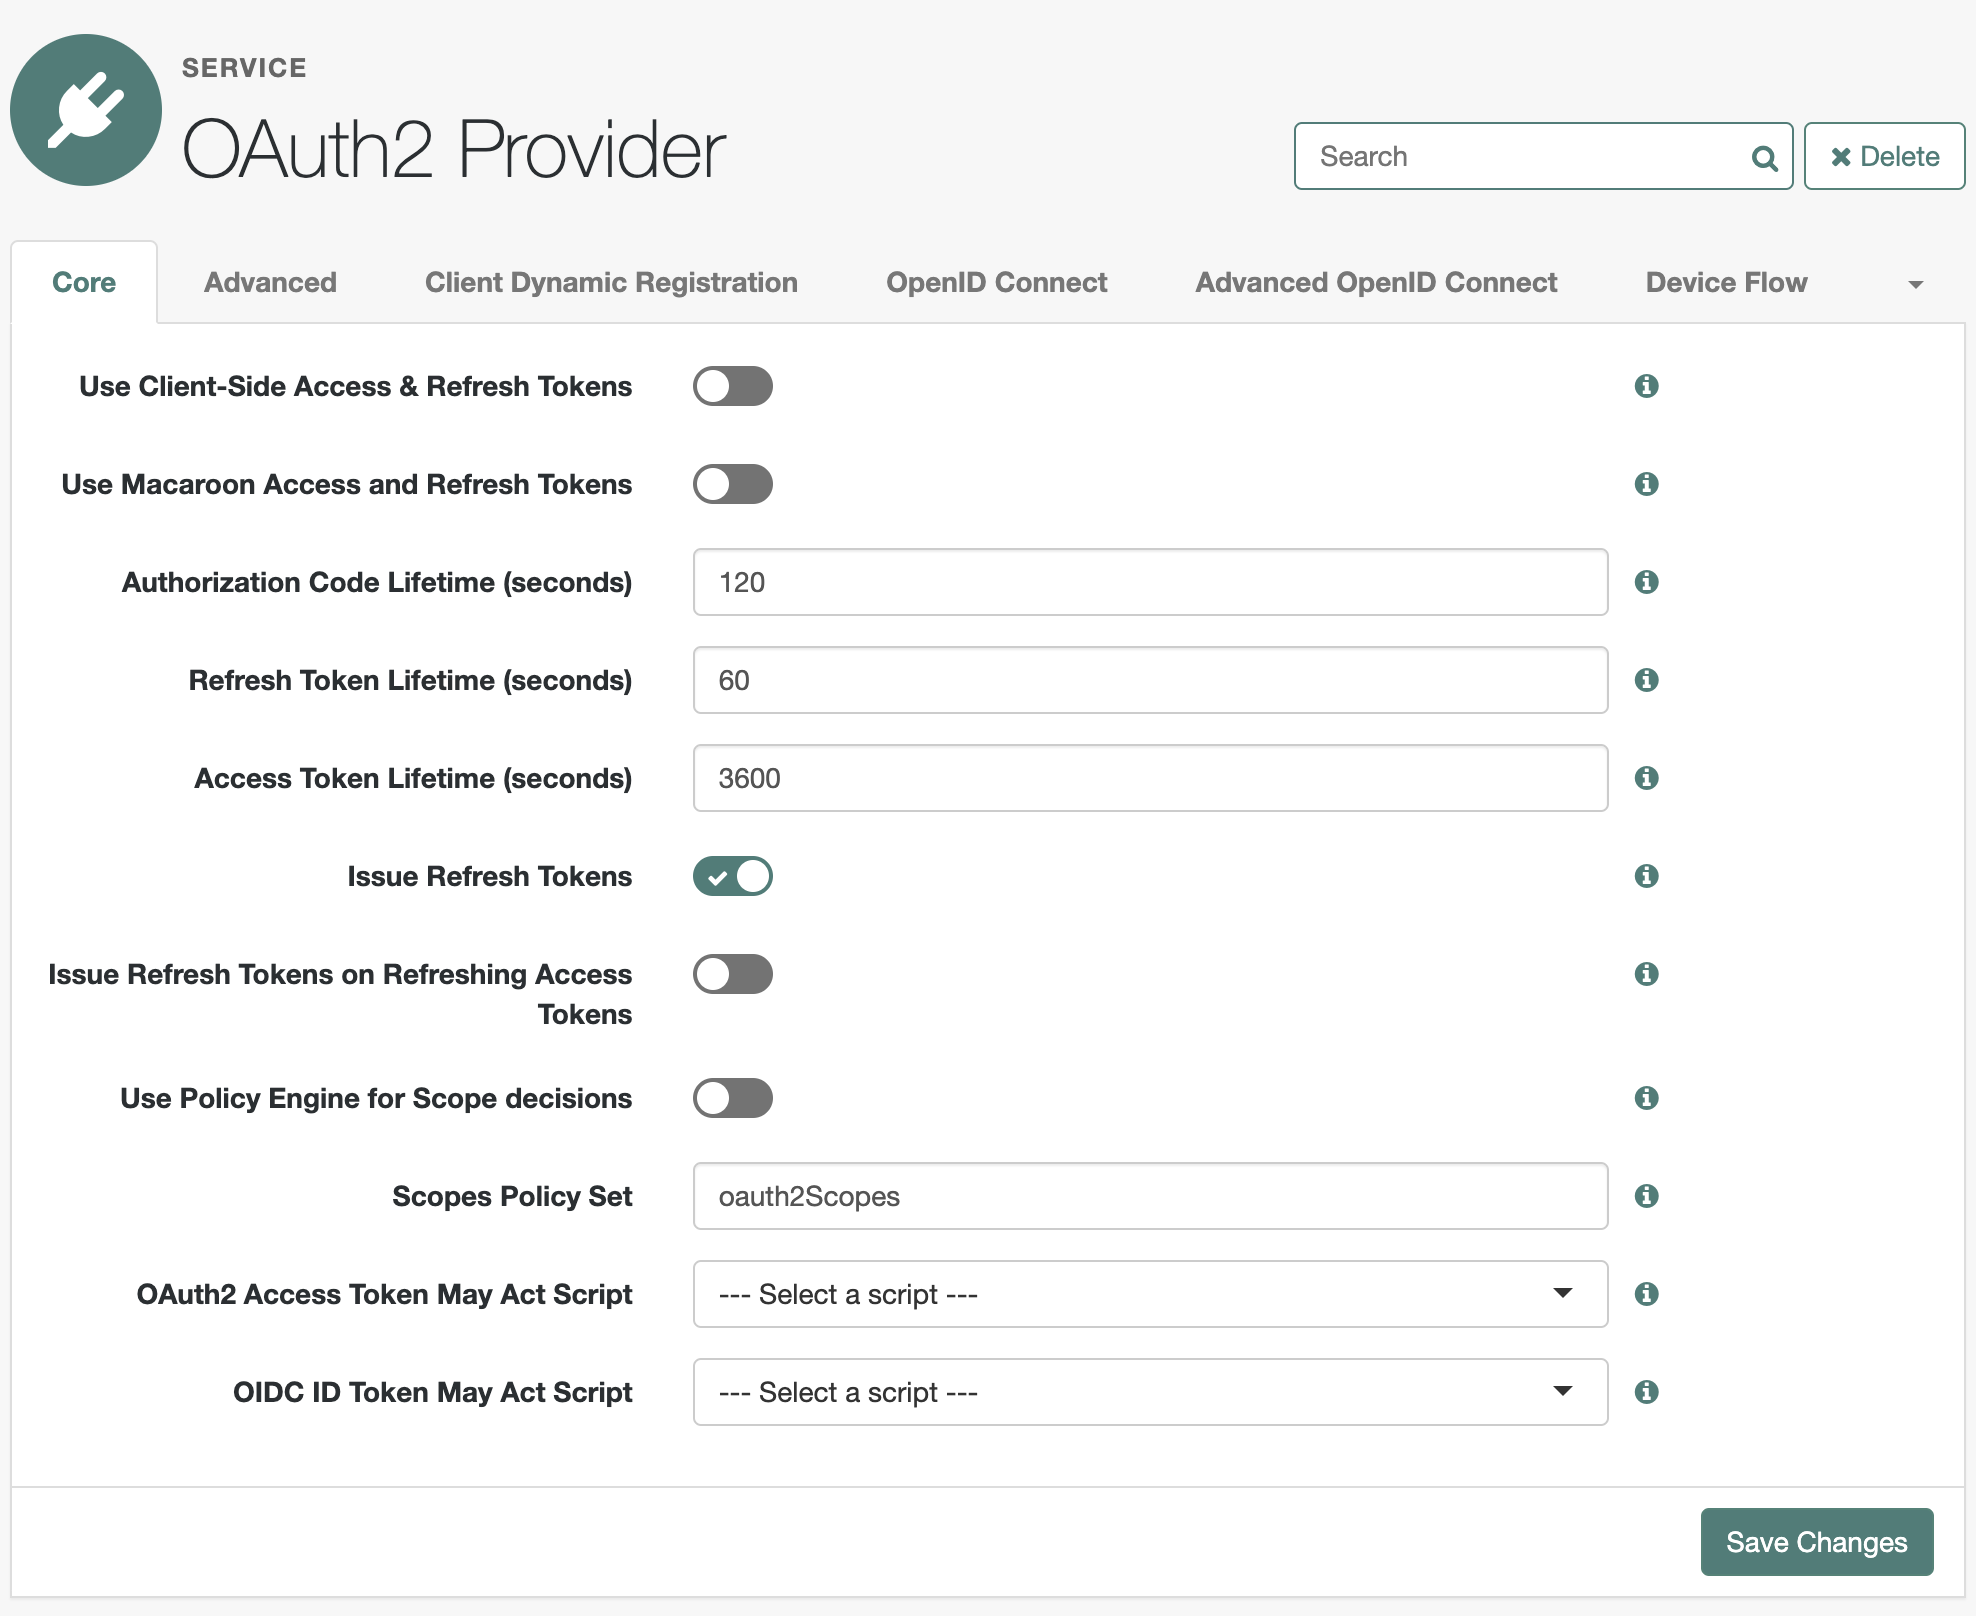 SERVICE
OAuth2 Provider
Search
Delete
Core Advanced Client Dynamic Registration OpenID Connect Advanced OpenID Connect Device Flow
Use Client-Side Access & Refresh Tokens
Use Macaroon Access and Refresh Tokens
Authorization Code Lifetime (seconds) 120
Refresh Token Lifetime (seconds) 60
Access Token Lifetime (seconds) 3600
Issue Refresh Tokens
Issue Refresh Tokens on Refreshing Access
Tokens
Use Policy Engine for Scope decisions
Scopes Policy Set oauth2Scopes
OAuth2 Access Token May Act Script --- Select a script ---
OIDC ID Token May Act Script --- Select a script ---
Save Changes